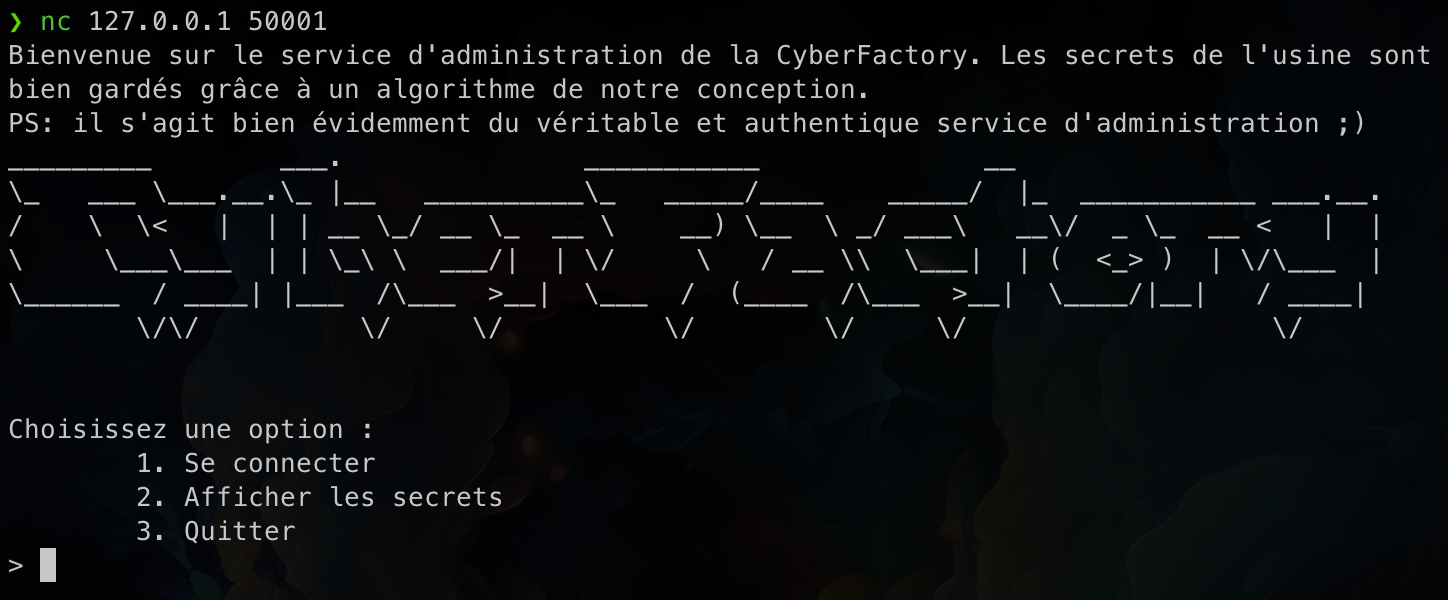 ❯ nc 127.0.0.1 50001
Bienvenue sur le service d'administration de la CyberFactory. Les secrets de l'usine sont
bien gardés grâce à un algorithme de notre conception.
PS: il s'agit bien évidemment du véritable et authentique service d'administration ;)
CyberFactory
Choisissez une option :
1. Se connecter
2. Afficher les secrets
3. Quitter
>